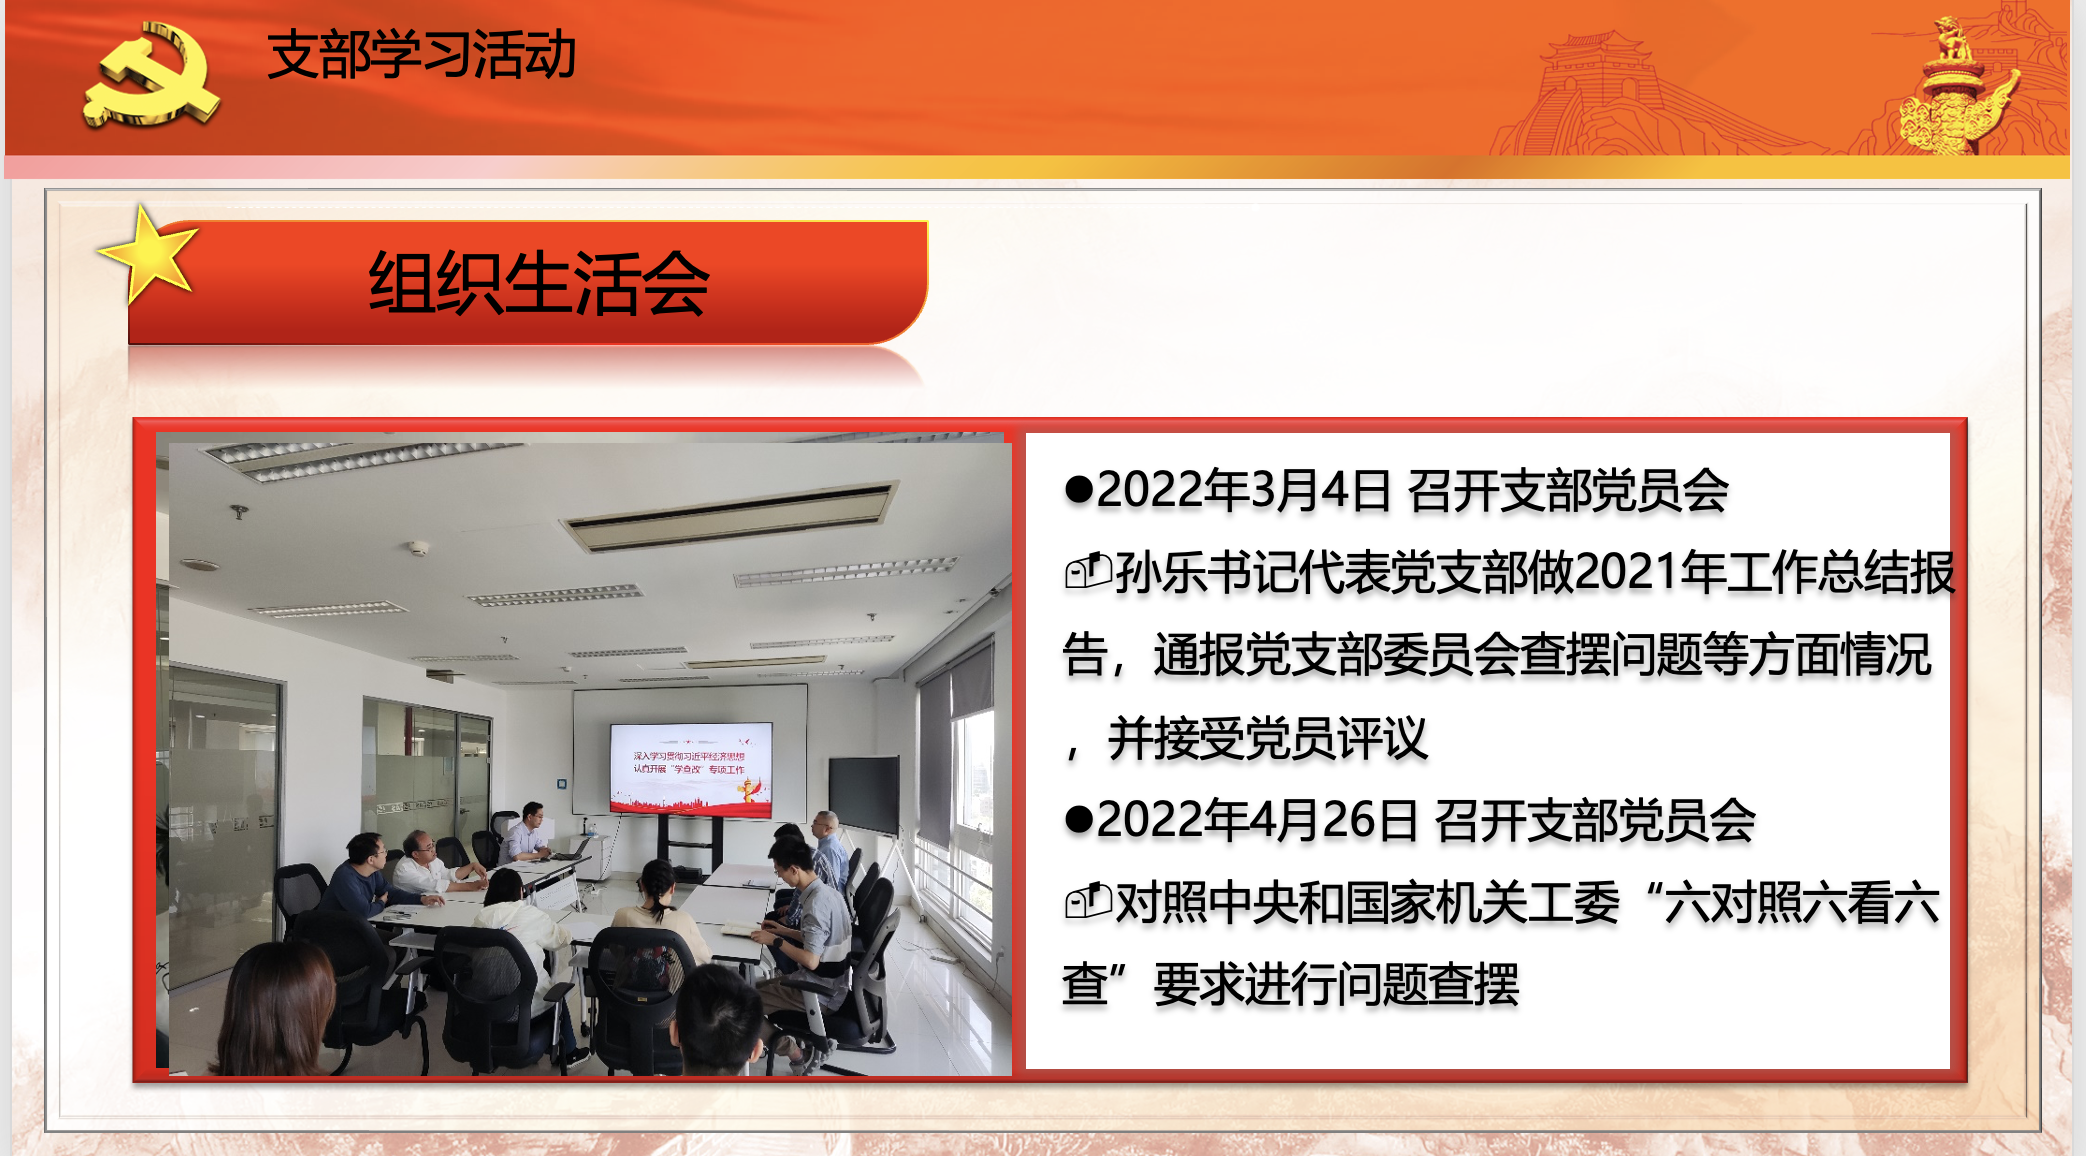 支部学习活动
组织生活会
●2022年3月4日 召开支部党员会
孙乐书记代表党支部做2021年工作总结报
告，通报党支部委员会查摆问题等方面情况
，并接受党员评议
●2022年4月26日 召开支部党员会
对照中央和国家机关工委“六对照六看六
查”要求进行问题查摆
深入学习贯彻习近平经济思想
认真开展“学查改”专项工作